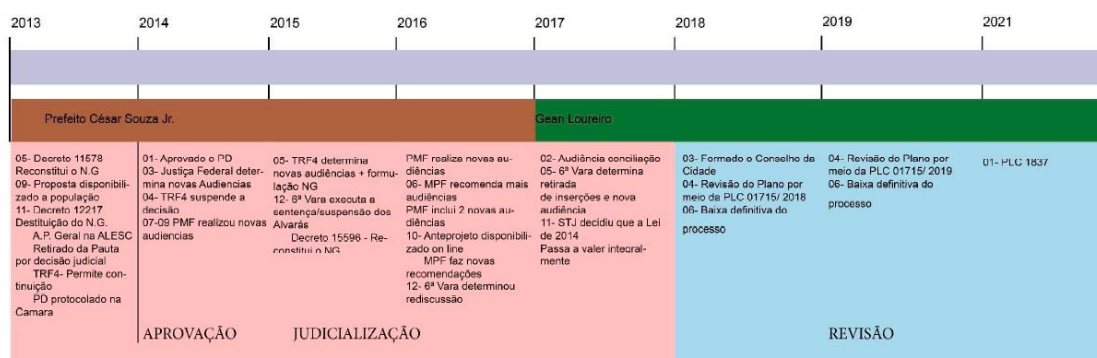 2013
2014
2015
2016
2017
2018
2019
2021
Prefeito César Souza Jr.
Gean Loureiro
05- Decreto 11578
Reconstitui o N.G
09- Proposta disponibili-
zado a população
11- Decreto 12217
Destituição do N.G.
A.P. Geral na ALESC
Retirado da Pauta
por decisão judicial
TRF4- Permite con-
tinuição
PD protocolado na
Camara
01- Aprovado o PD
03- Justiça Federal deter-
mina novas Audiencias
04- TRF4 suspende a
decisão
07-09 PMF realizou novas
audiencias
05- TRF4 determina
novas audiências + formu-
lação NG
12- 6ª Vara executa a
sentença/suspensão dos
Alvarás
Decreto 15596 - Re-
constitui o NG
PMF realize novas au-
diências
06- MPF recomenda mais
audiências
PMF inclui 2 novas au-
diências
10- Anteprojeto disponibili-
zado on line
MPF faz novas
recomendações
12- 6ª Vara determinou
rediscussão
02- Audiência conciliação
05- 6ª Vara determina
retirada
de inserções e nova
audiência
11- STJ decidiu que a Lei
de 2014
Passa a valer integral-
mente
03- Formado o Conselho da
Cidade
04- Revisão do Plano por
meio da PLC 01715/ 2018
06- Baixa definitiva do
processo
04- Revisão do Plano por
meio da PLC 01715/ 2019
06- Baixa definitiva do
processo
01- PLC 1837
APROVAÇÃO
JUDICIALIZAÇÃO
REVISÃO